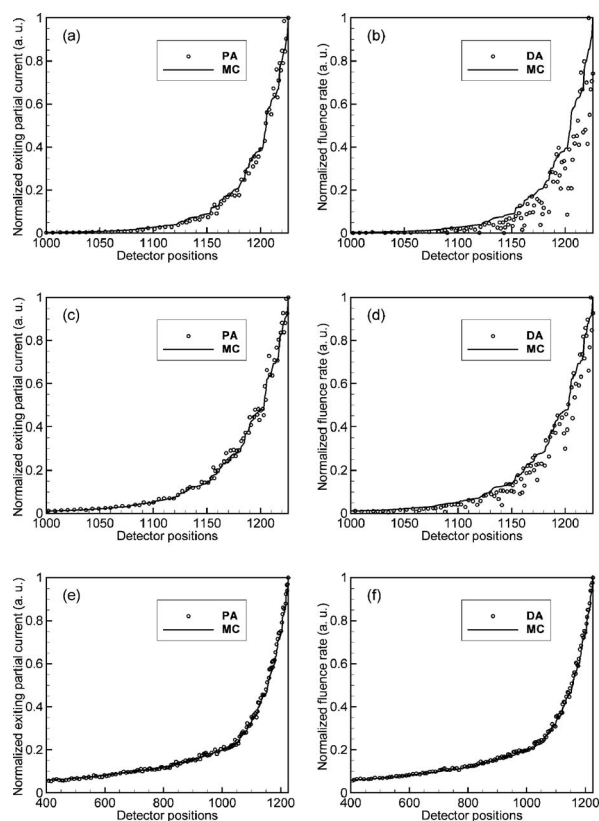 (a)
PA
MC
Normalized exiting partial current (a. u.)
1
0.8
0.6
0.4
0.2
0
1000 1050 1100 1150 1200
Detector positions
(b)
DA
MC
Normalized fluence rate (a. u.)
1
0.8
0.6
0.4
0.2
0
1000 1050 1100 1150 1200
Detector positions
(c)
PA
MC
Normalized exiting partial current (a. u.)
1
0.8
0.6
0.4
0.2
0
1000 1050 1100 1150 1200
Detector positions
(d)
DA
MC
Normalized fluence rate (a. u.)
1
0.8
0.6
0.4
0.2
0
1000 1050 1100 1150 1200
Detector positions
(e)
PA
MC
Normalized exiting partial current (a. u.)
1
0.8
0.6
0.4
0.2
0
400 600 800 1000 1200
Detector positions
(f)
DA
MC
Normalized fluence rate (a. u.)
1
0.8
0.6
0.4
0.2
0
400 600 800 1000 1200
Detector positions